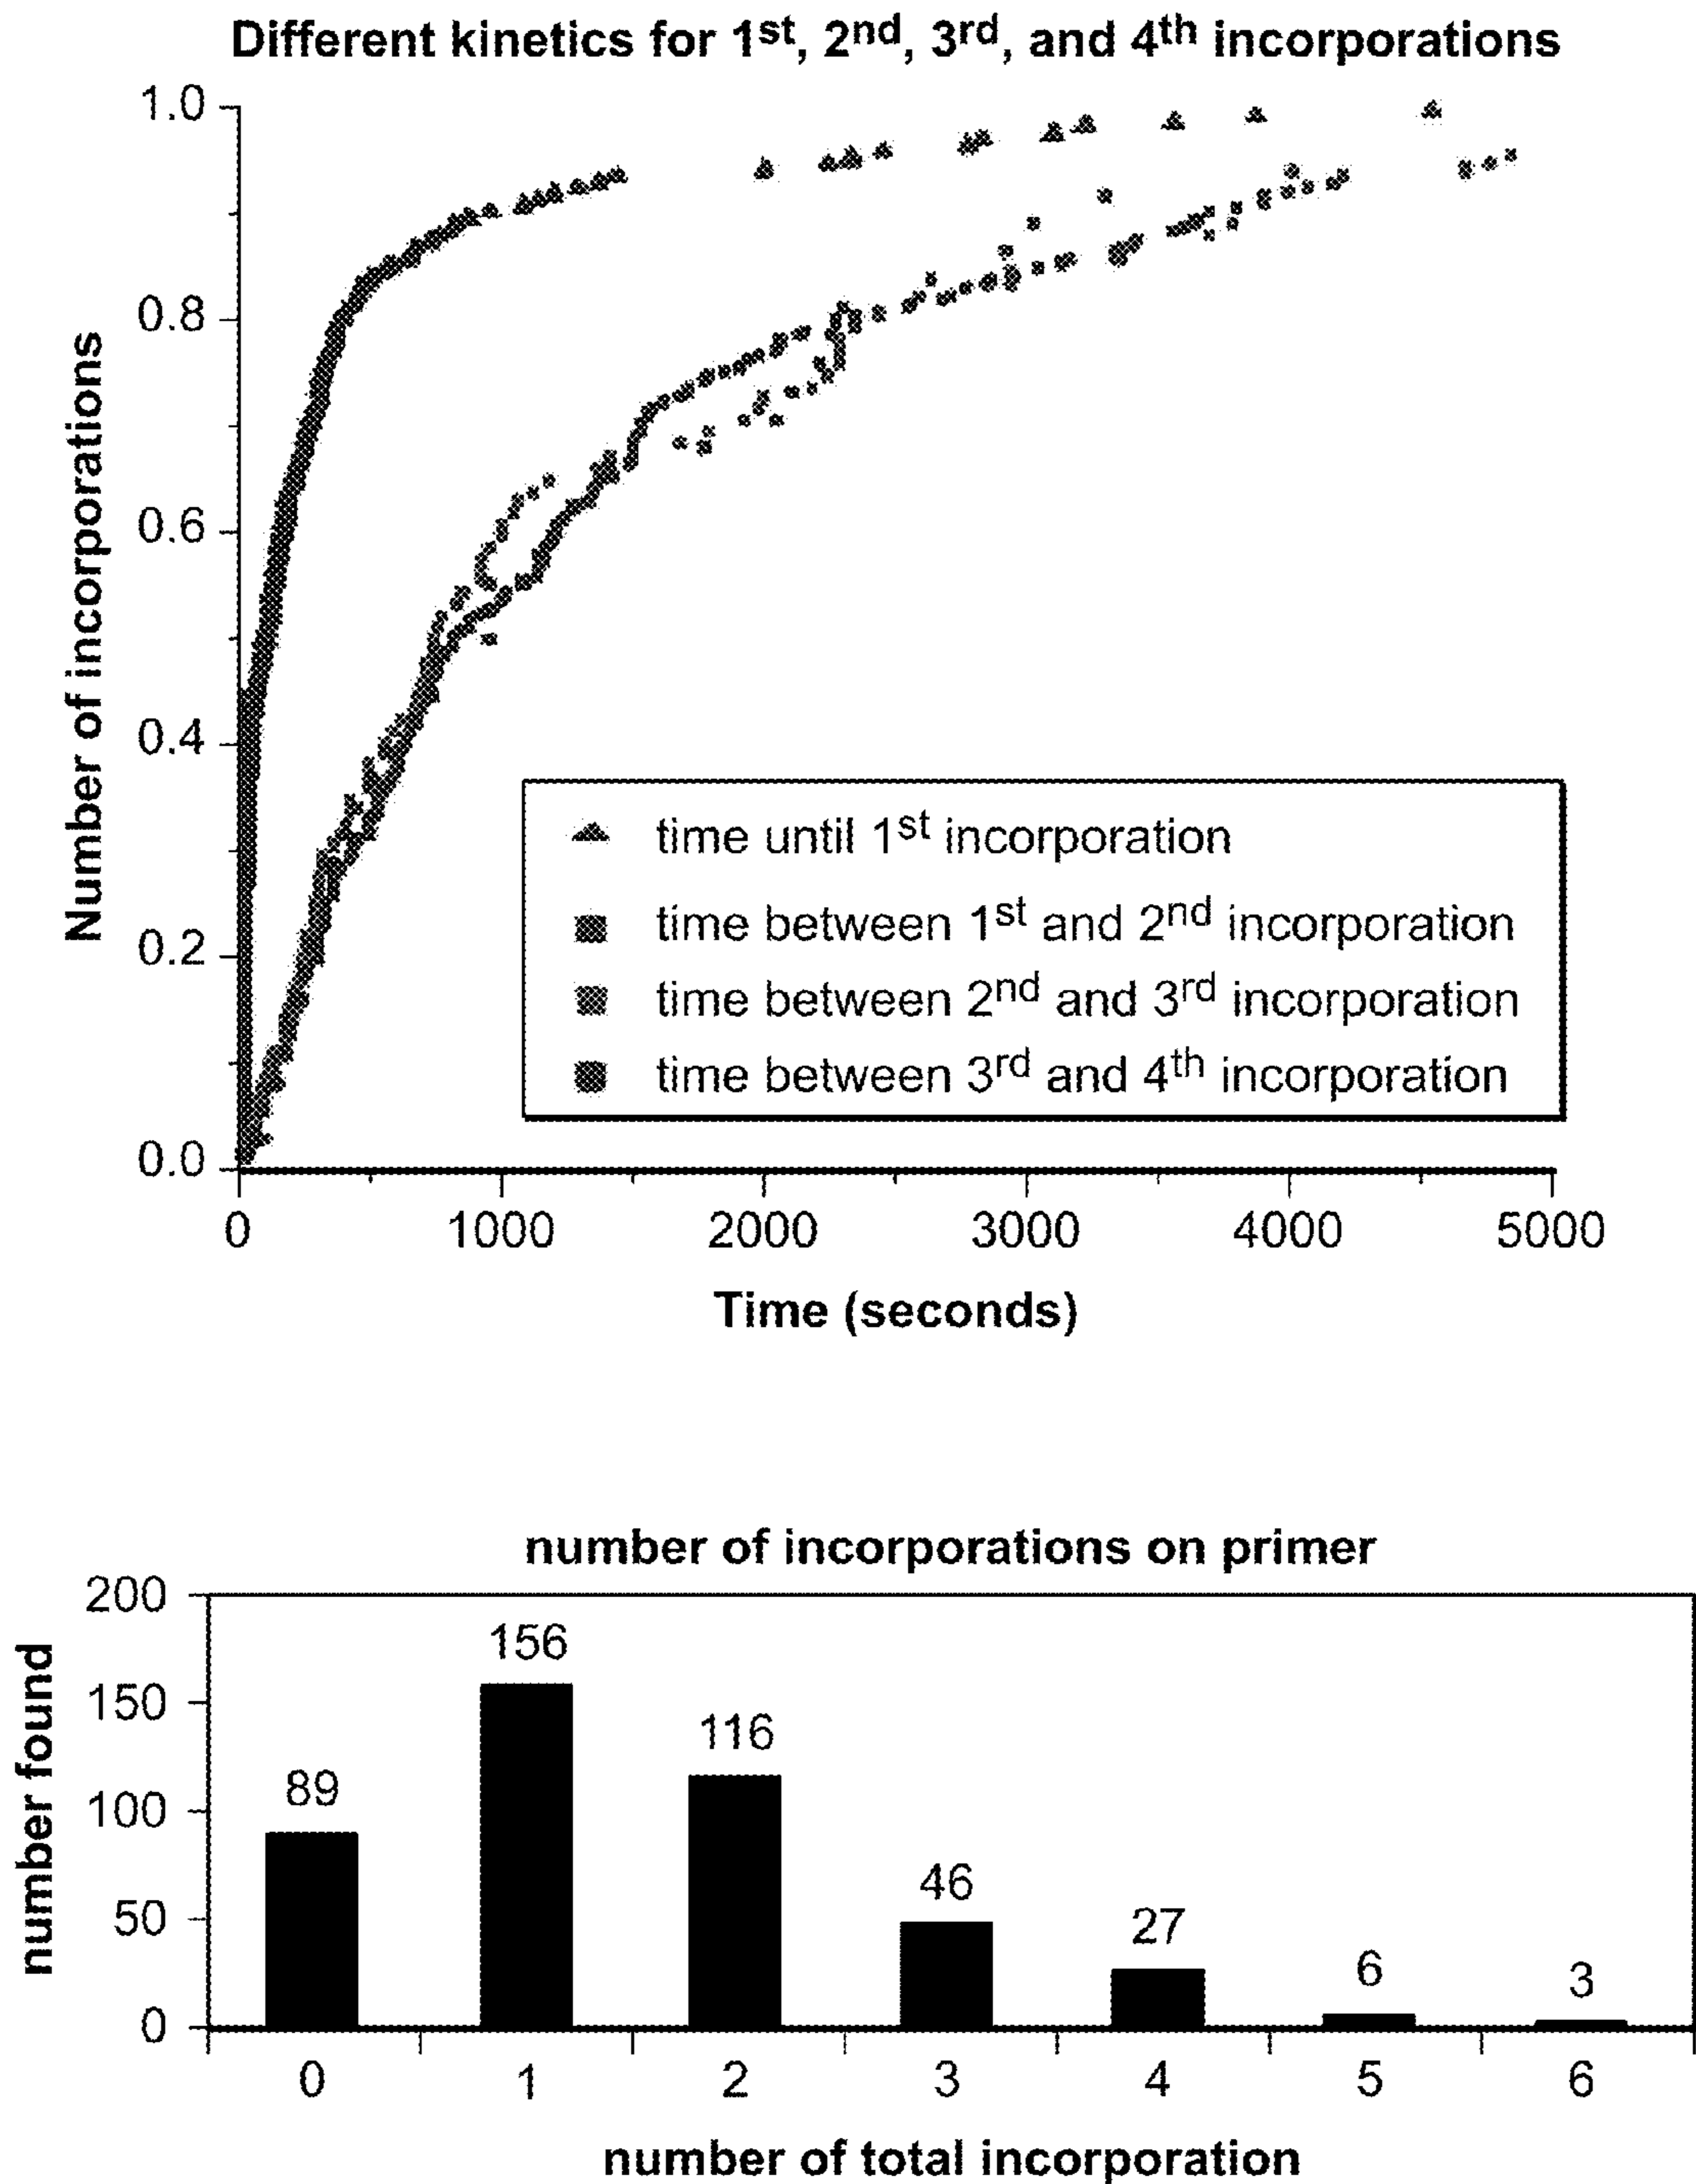 Different kinetics for 1st, 2nd, 3rd, and 4th incorporations
Number of incorporations
1.0
0.8
0.6
0.4
0.2
0.0
time until 1st incorporation
time between 1st and 2nd incorporation
time between 2nd and 3rd incorporation
time between 3rd and 4th incorporation
0 1000 2000 3000 4000 5000
Time (seconds)
number of incorporations on primer
number found
200
150
100
50
0
89 156 116 46 27 6 3
0 1 2 3 4 5 6
number of total incorporation